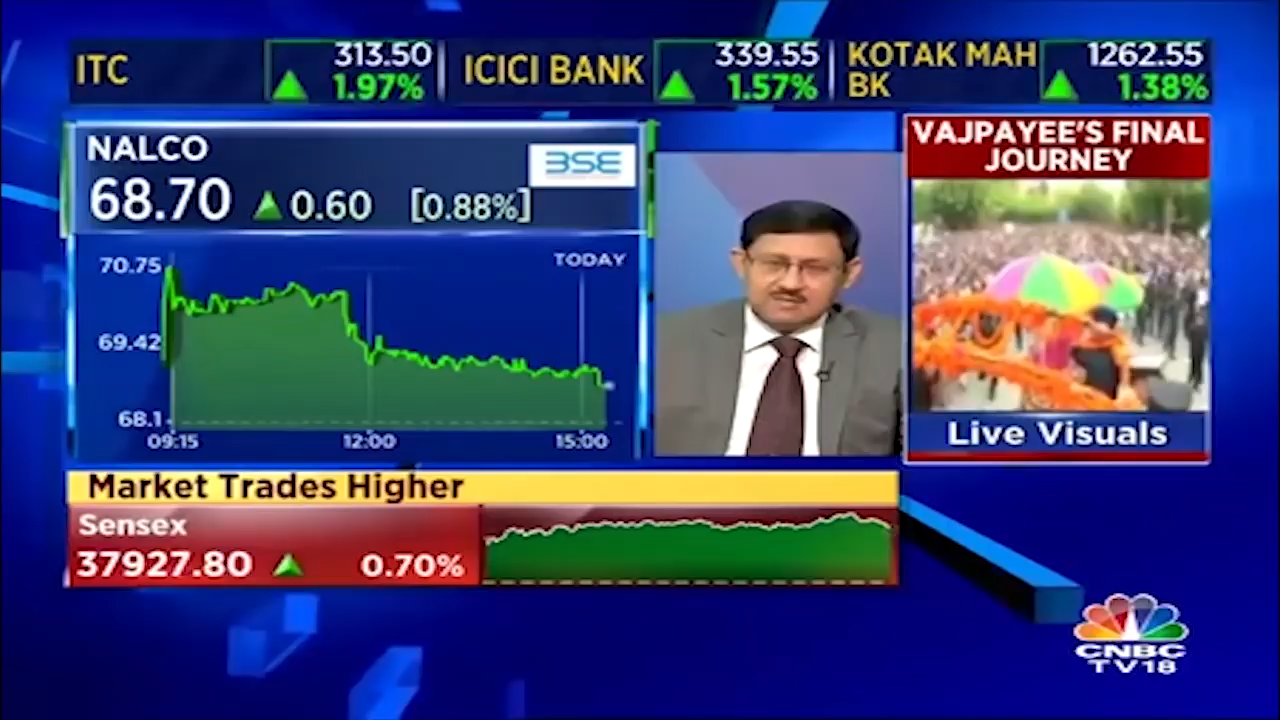 ITC
313.50
1.97%
ICICI BANK
339.55
1.57%
KOTAK MAH
BK
1262.55
1.38%
NALCO
68.70 0.60 [0.88%]
BSE
TODAY
70.75
69.42
68.1
09:15 12:00 15:00
VAJPAYEE'S FINAL
JOURNEY
Live Visuals
Market Trades Higher
Sensex
37927.80 0.70%
CNBC
TV18